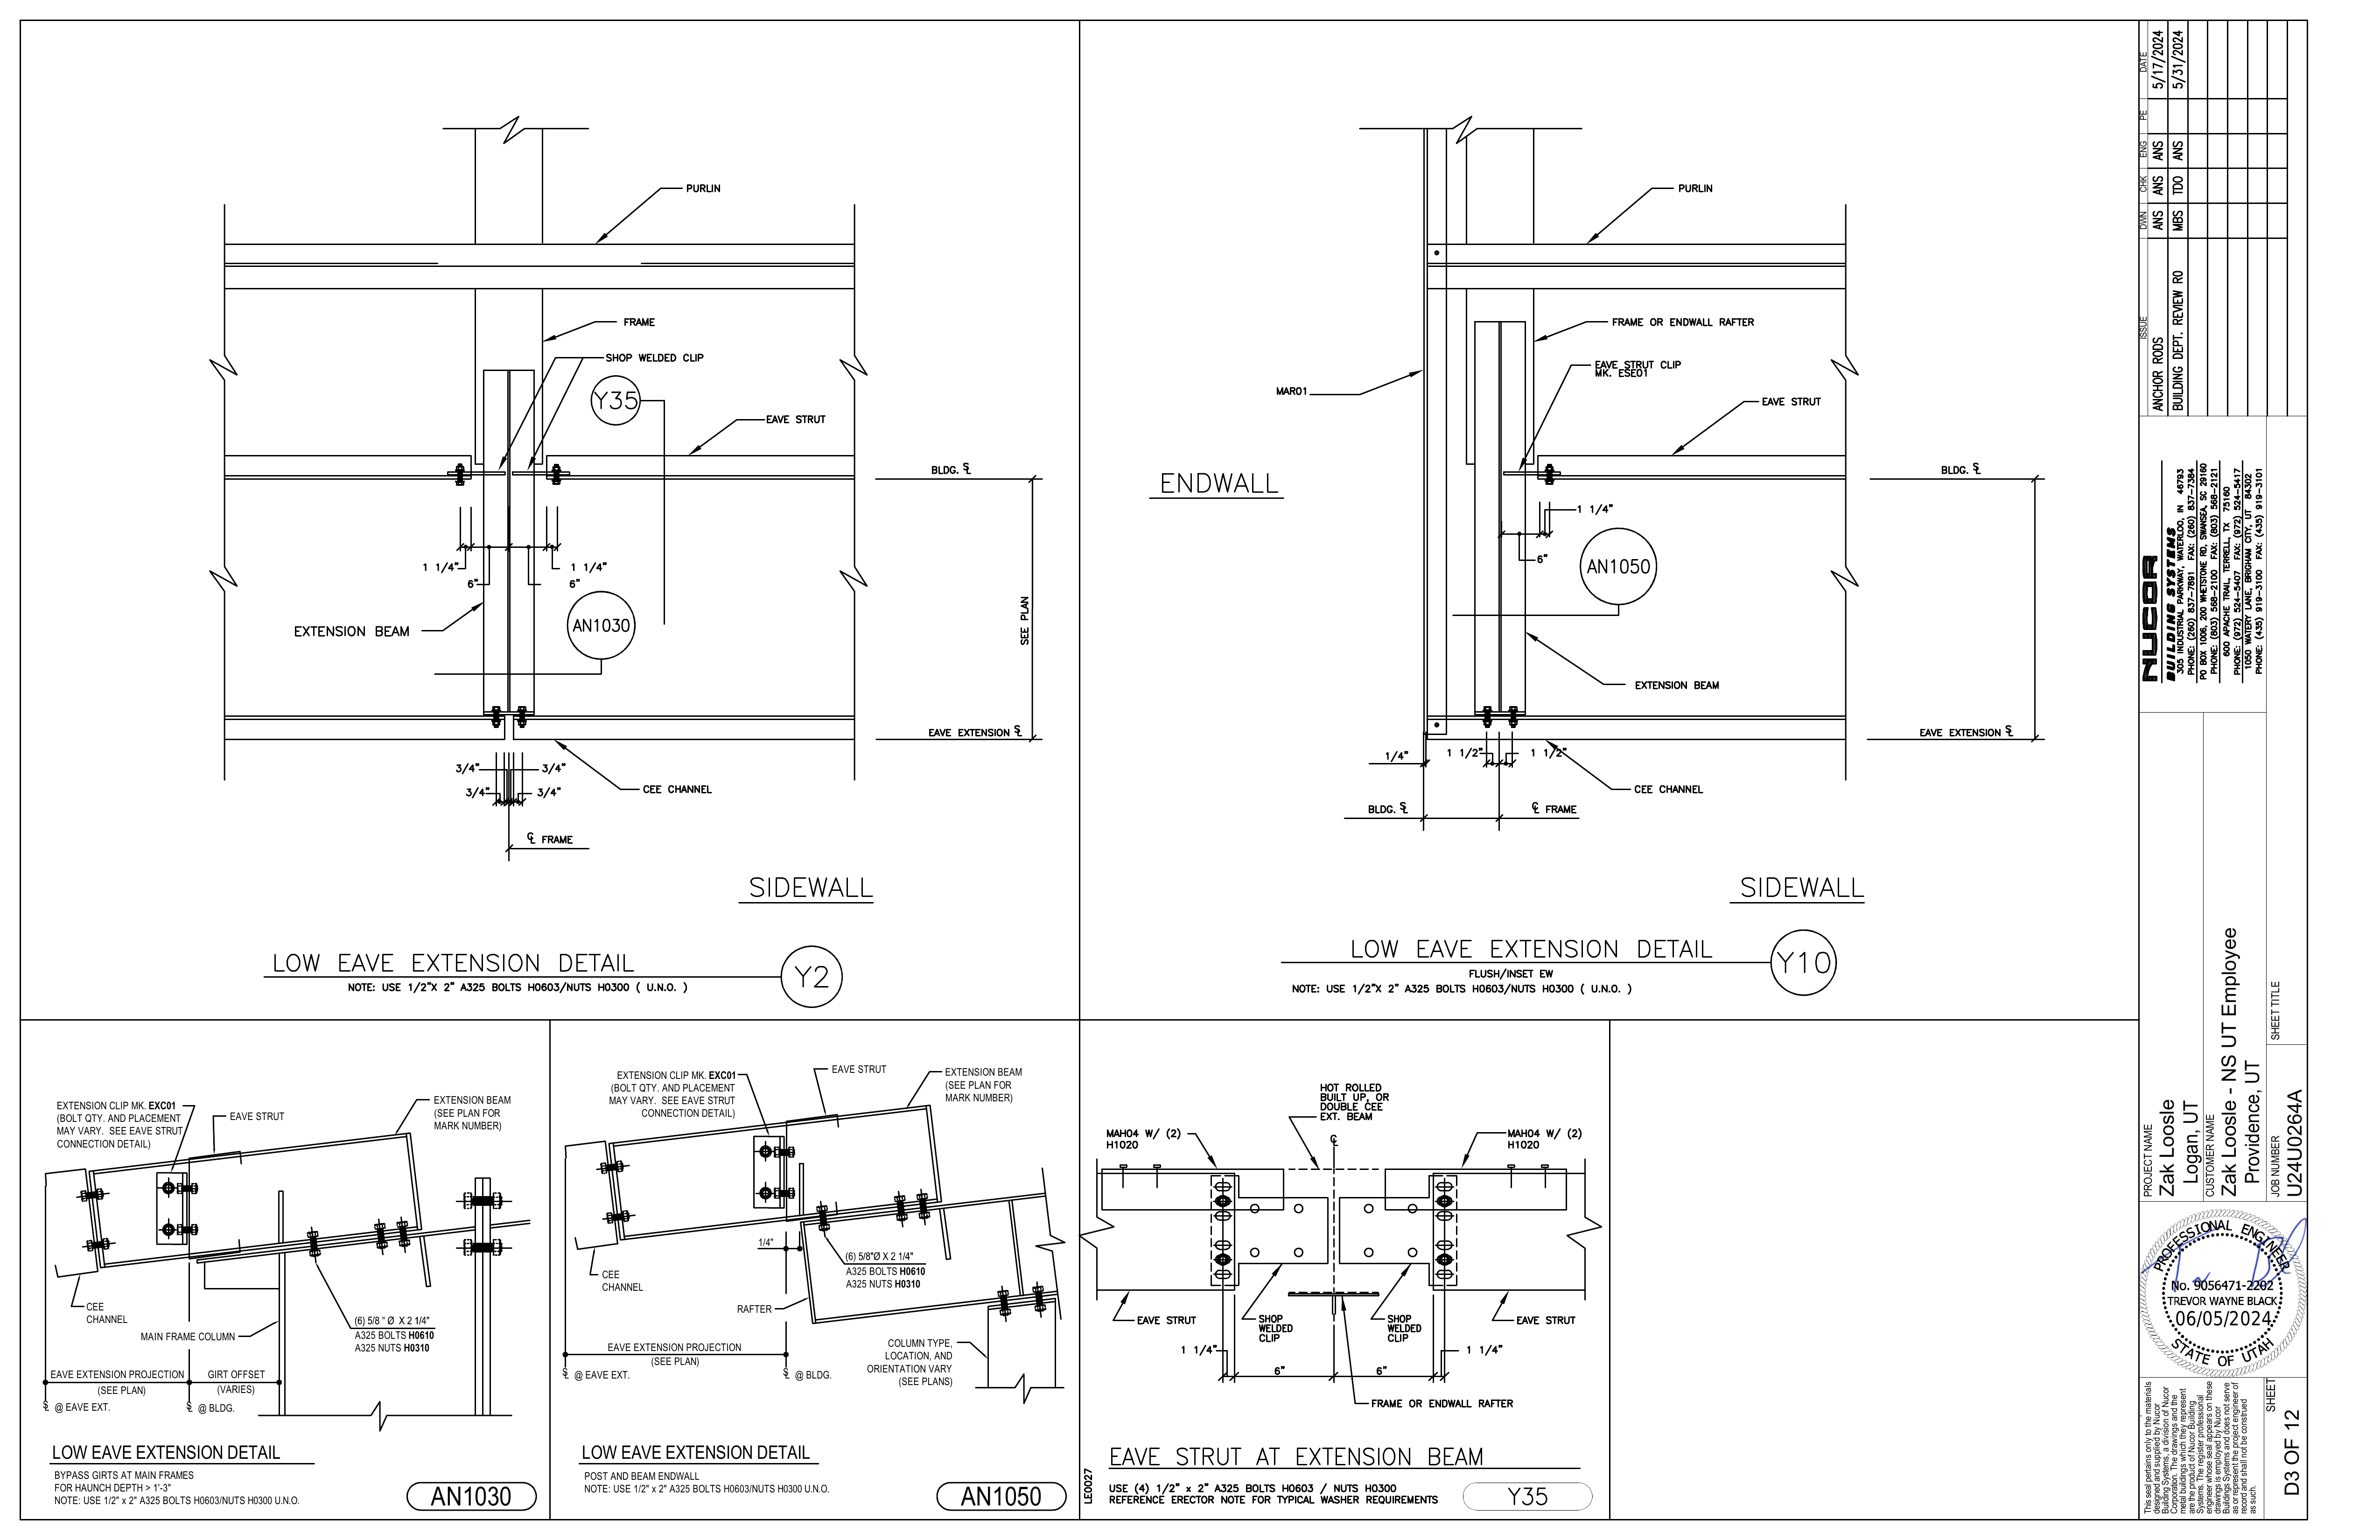 PURLIN
FRAME
SHOP WELDED CLIP
Y35
EAVE STRUT
BLDG. SL
1 1/4"
1 1/4"
6"
6"
SEE PLAN
EXTENSION BEAM
AN1030
EAVE EXTENSION SL
3/4"
3/4"
3/4"
3/4"
CEE CHANNEL
CL FRAME
SIDEWALL
LOW EAVE EXTENSION DETAIL
Y2
NOTE: USE 1/2"X 2" A325 BOLTS H0603/NUTS H0300 ( U.N.O. )
PURLIN
FRAME OR ENDWALL RAFTER
EAVE STRUT CLIP
MK. ESE01
MAR01
EAVE STRUT
ENDWALL
BLDG. SL
1 1/4"
6"
AN1050
EXTENSION BEAM
EAVE EXTENSION SL
1/4"
1 1/2"
1 1/2"
CEE CHANNEL
BLDG. SL
CL FRAME
SIDEWALL
LOW EAVE EXTENSION DETAIL
Y10
FLUSH/INSET EW
NOTE: USE 1/2"X 2" A325 BOLTS H0603/NUTS H0300 ( U.N.O. )
EXTENSION CLIP MK. EXC01
(BOLT QTY. AND PLACEMENT
MAY VARY. SEE EAVE STRUT
CONNECTION DETAIL)
EAVE STRUT
EXTENSION BEAM
(SEE PLAN FOR
MARK NUMBER)
CEE
CHANNEL
MAIN FRAME COLUMN
(6) 5/8 " Ø X 2 1/4"
A325 BOLTS H0610
A325 NUTS H0310
EAVE EXTENSION PROJECTION
(SEE PLAN)
GIRT OFFSET
(VARIES)
SL @ EAVE EXT.
SL @ BLDG.
LOW EAVE EXTENSION DETAIL
BYPASS GIRTS AT MAIN FRAMES
FOR HAUNCH DEPTH > 1'-3"
NOTE: USE 1/2" x 2" A325 BOLTS H0603/NUTS H0300 U.N.O.
AN1030
EXTENSION CLIP MK. EXC01
(BOLT QTY. AND PLACEMENT
MAY VARY. SEE EAVE STRUT
CONNECTION DETAIL)
EAVE STRUT
EXTENSION BEAM
(SEE PLAN FOR
MARK NUMBER)
1/4"
(6) 5/8"Ø X 2 1/4"
A325 BOLTS H0610
A325 NUTS H0310
CEE
CHANNEL
RAFTER
EAVE EXTENSION PROJECTION
(SEE PLAN)
COLUMN TYPE,
LOCATION, AND
ORIENTATION VARY
(SEE PLANS)
SL @ EAVE EXT.
SL @ BLDG.
LOW EAVE EXTENSION DETAIL
POST AND BEAM ENDWALL
NOTE: USE 1/2" x 2" A325 BOLTS H0603/NUTS H0300 U.N.O.
AN1050
HOT ROLLED
BUILT UP, OR
DOUBLE CEE
EXT. BEAM
CL
MAH04 W/ (2)
H1020
MAH04 W/ (2)
H1020
EAVE STRUT
SHOP
WELDED
CLIP
SHOP
WELDED
CLIP
EAVE STRUT
1 1/4"
6"
6"
1 1/4"
FRAME OR ENDWALL RAFTER
EAVE STRUT AT EXTENSION BEAM
LE0027
USE (4) 1/2" x 2" A325 BOLTS H0603 / NUTS H0300
REFERENCE ERECTOR NOTE FOR TYPICAL WASHER REQUIREMENTS
Y35
ISSUE DWN CHK ENG PE DATE
ANCHOR RODS ANS ANS ANS 5/17/2024
BUILDING DEPT. REVIEW R0 MBS TDO ANS 5/31/2024
NUCOR
BUILDING SYSTEMS
305 INDUSTRIAL PARKWAY, WATERLOO, IN 46793
PHONE: (260) 837-7891 FAX: (260) 837-7384
PO BOX 1006, 200 WHETSTONE RD, SWANSEA, SC 29160
PHONE: (803) 568-2100 FAX: (803) 568-2121
600 APACHE TRAIL, TERRELL, TX 75160
PHONE: (972) 524-5407 FAX: (972) 524-5417
1050 WATERY LANE, BRIGHAM CITY, UT 84302
PHONE: (435) 919-3100 FAX: (435) 919-3101
PROJECT NAME
Zak Loosle
Logan, UT
CUSTOMER NAME
Zak Loosle - NS UT Employee
Providence, UT
SHEET TITLE
JOB NUMBER
U24U0264A
PROFESSIONAL ENGINEER
No. 9056471-2202
TREVOR WAYNE BLACK
06/05/2024
STATE OF UTAH
This seal pertains only to the materials
designed and supplied by Nucor
Building Systems, a division of Nucor
Corporation. The drawings and the
metal buildings which they represent
are the product of Nucor Building
Systems. The register professional
engineer whose seal appears on these
drawings is employed by Nucor
Buildings Systems and does not serve
as or represent the project engineer of
record and shall not be construed
as such.
SHEET
D3 OF 12